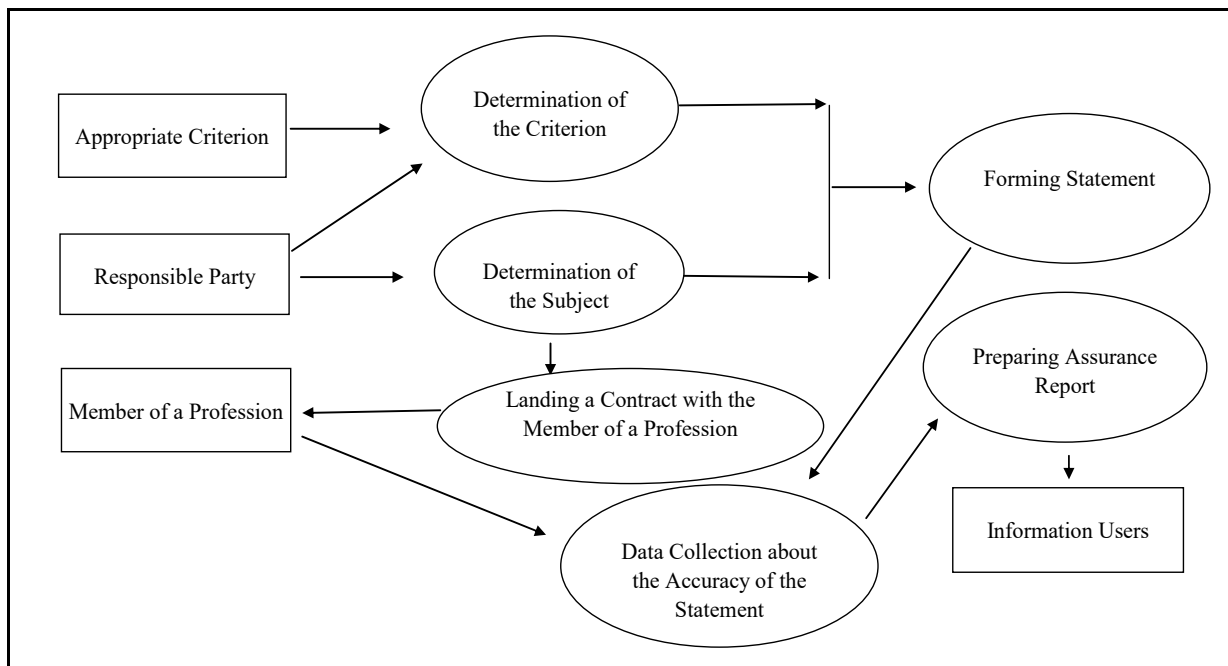 Determination of
the Criterion
Appropriate Criterion
Forming Statement
Responsible Party
Determination of
the Subject
Preparing Assurance
Report
Member of a Profession
Landing a Contract with the
Member of a Profession
Information Users
Data Collection about
the Accuracy of the
Statement